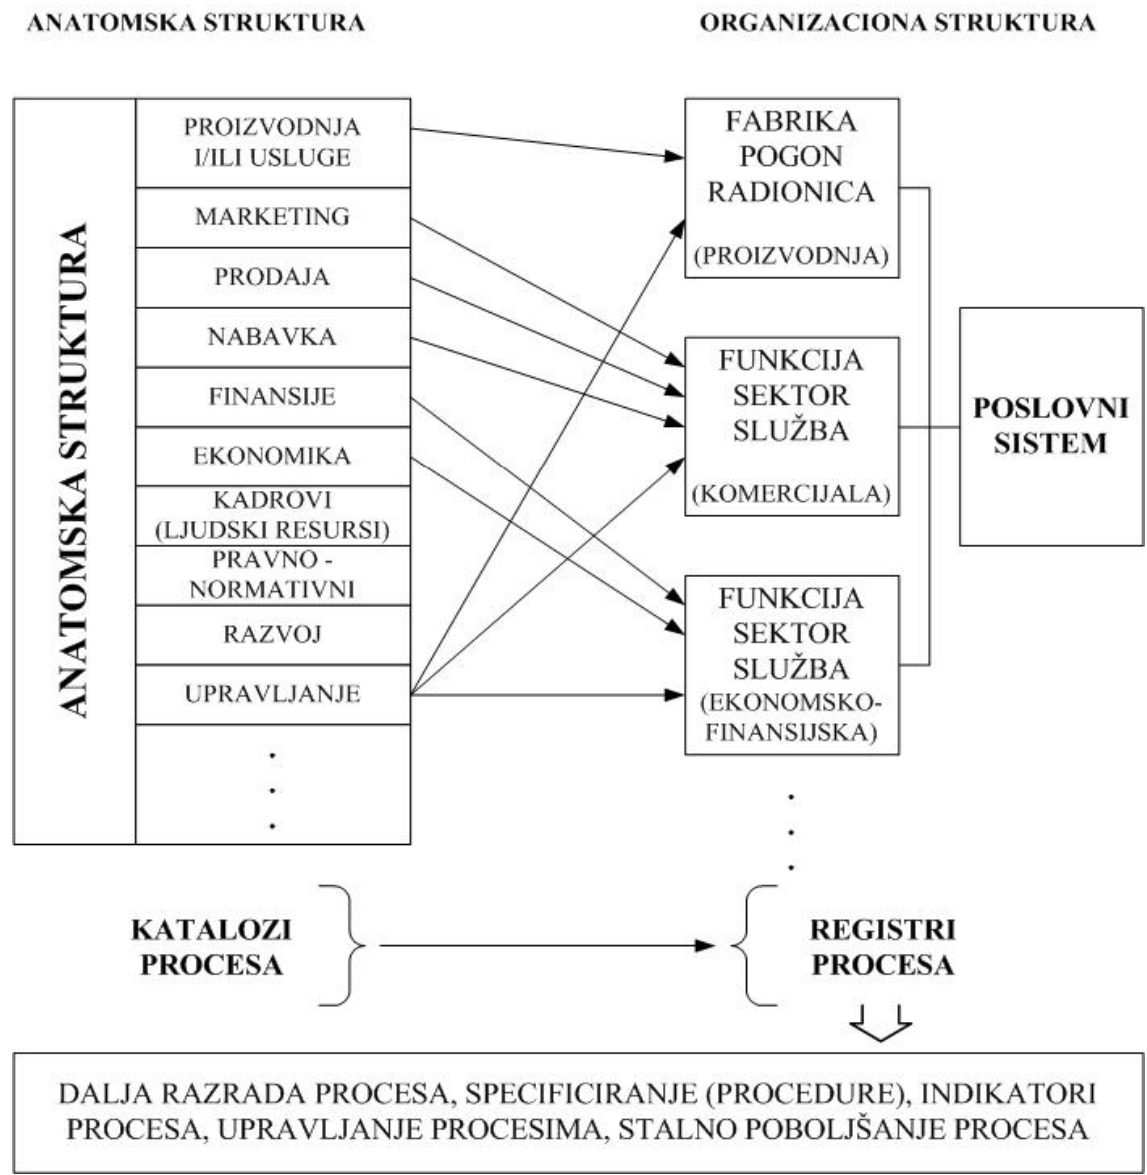 ANATOMSKA STRUKTURA
ORGANIZACIONA STRUKTURA
ANATOMSKA STRUKTURA
PROIZVODNJA
I/ILI USLUGE
MARKETING
PRODAJA
NABAVKA
FINANSIJE
EKONOMIKA
KADROVI
(LJUDSKI RESURSI)
PRAVNO -
NORMATIVNI
RAZVOJ
UPRAVLJANJE
FABRIKA
POGON
RADIONICA
(PROIZVODNJA)
FUNKCIJA
SEKTOR
SLUŽBA
(KOMERCIJALA)
FUNKCIJA
SEKTOR
SLUŽBA
(EKONOMSKO-
FINANSIJSKA)
POSLOVNI
SISTEM
KATALOZI
PROCESA
REGISTRI
PROCESA
DALJA RAZRADA PROCESA, SPECIFICIRANJE (PROCEDURE), INDIKATORI
PROCESA, UPRAVLJANJE PROCESIMA, STALNO POBOLJŠANJE PROCESA